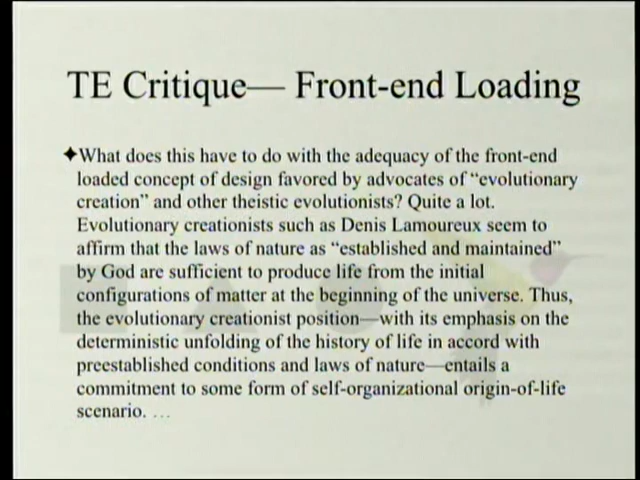 TE Critique— Front-end Loading
✦What does this have to do with the adequacy of the front-end
loaded concept of design favored by advocates of “evolutionary
creation” and other theistic evolutionists? Quite a lot.
Evolutionary creationists such as Denis Lamoureux seem to
affirm that the laws of nature as “established and maintained”
by God are sufficient to produce life from the initial
configurations of matter at the beginning of the universe. Thus,
the evolutionary creationist position—with its emphasis on the
deterministic unfolding of the history of life in accord with
preestablished conditions and laws of nature—entails a
commitment to some form of self-organizational origin-of-life
scenario. …